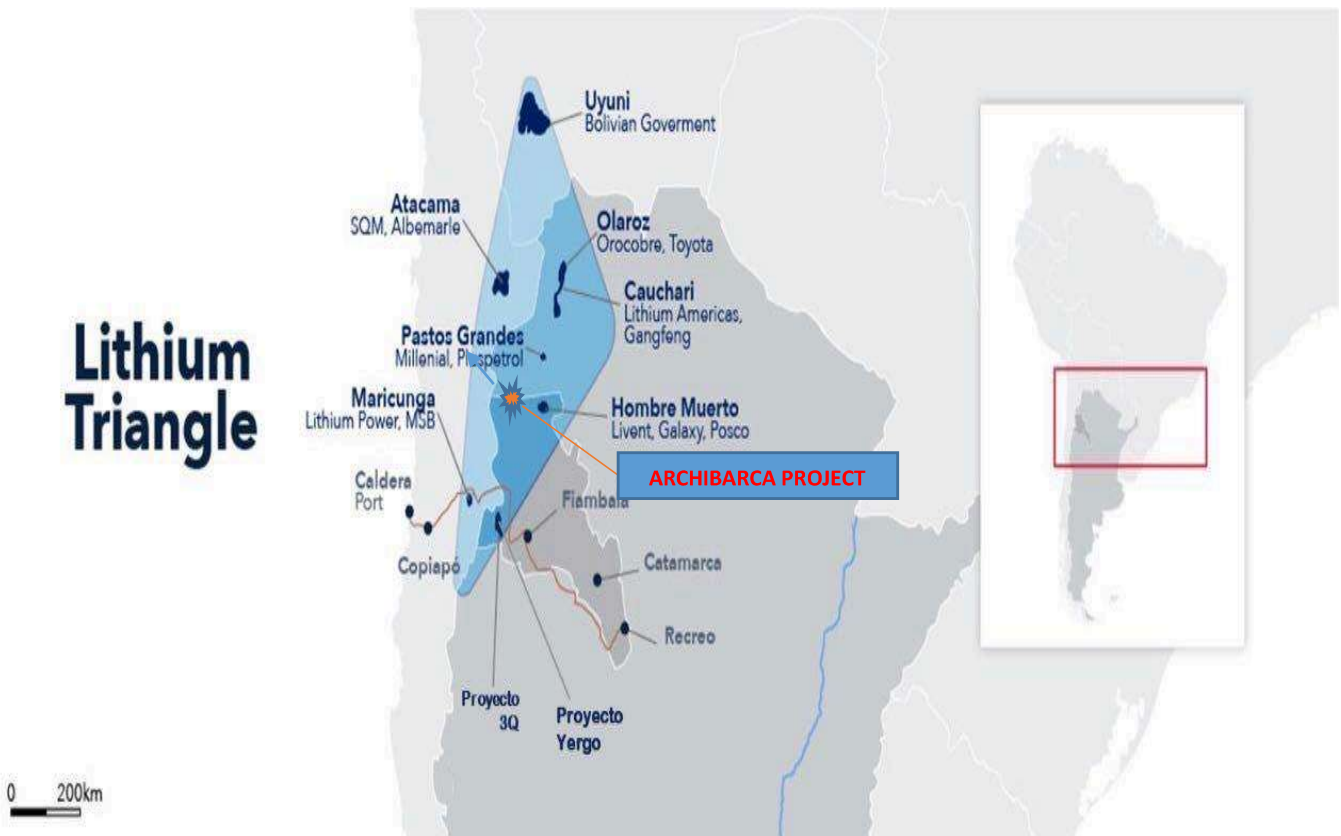 Lithium
Triangle
Uyuni
Bolivian Goverment
Atacama
SQM, Albemarle
Olaroz
Orocobre, Toyota
Cauchari
Lithium Americas,
Gangfeng
Pastos Grandes
Millenial,
Maricunga
Lithium Power, MSB
Hombre Muerto
Livent, Galaxy, Posco
ARCHIBARCA PROJECT
Caldera
Port
Copiapó
Fiambala
Catamarca
Recreo
Proyecto
3Q
Proyecto
Yergo
0 200km